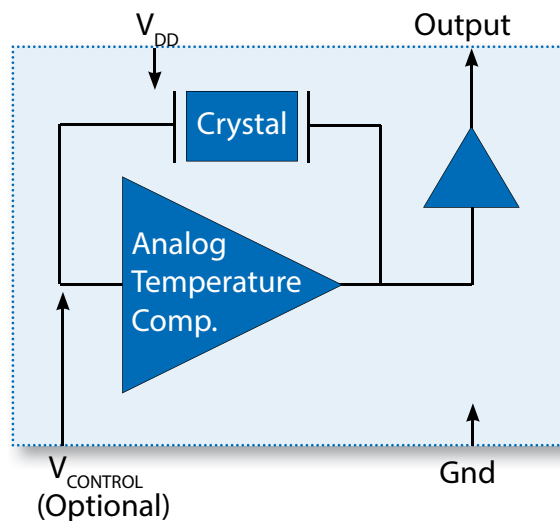 V_DD
Output
Crystal
Analog
Temperature
Comp.
V_CONTROL
(Optional)
Gnd